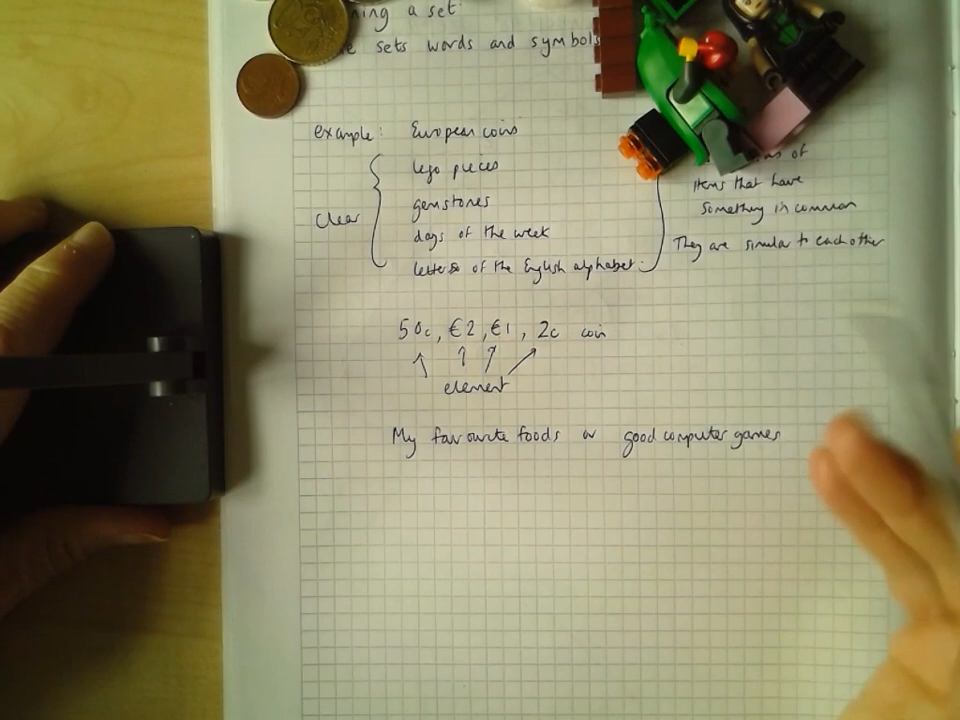 ning a set:
sets words and symbols
example: European coins
lego pieces
clear
gemstones
days of the week
letters of the English alphabet.
of
items that have
something in common
They are similar to each other
50c, €2, €1, 2c coin
element
My favourite foods or good computer games